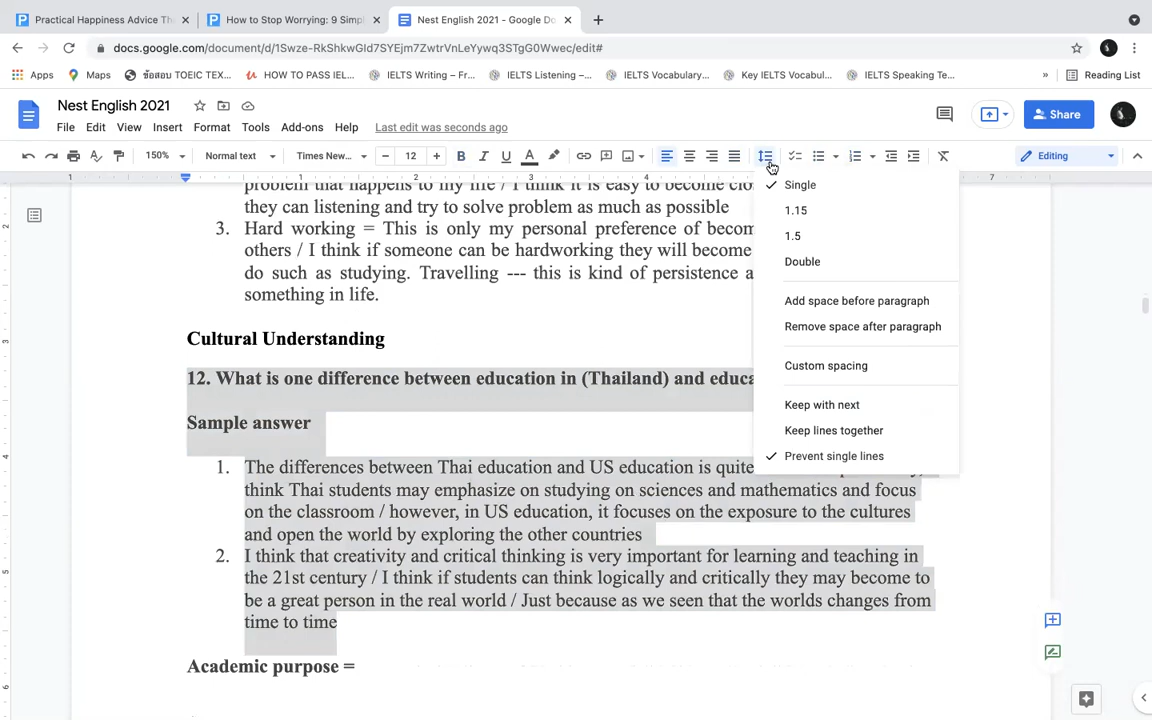 Practical Happiness Advice Th
How to Stop Worrying: 9 Simp
Nest English 2021 - Google Do
docs.google.com/document/d/1Swze-RkShkwGId7SYEjm7ZwtrVnLeYywq3STgG0Wwec/edit#
Apps
Maps
ข้อสอบ TOEIC TEX...
HOW TO PASS IEL...
IELTS Writing – Fr...
IELTS Listening –...
IELTS Vocabulary...
Key IELTS Vocabul...
IELTS Speaking Te...
»
Reading List
Nest English 2021
File Edit View Insert Format Tools Add-ons Help Last edit was seconds ago
Share
150% Normal text Times New... 12 B I U A Editing
1 1 2 3 4 7
problem that happens to my life / I think it is easy to become clo
they can listening and try to solve problem as much as possible
3. Hard working = This is only my personal preference of becom
others / I think if someone can be hardworking they will become
do such as studying. Travelling --- this is kind of persistence a
something in life.
Cultural Understanding
12. What is one difference between education in (Thailand) and educa
Sample answer
1. The differences between Thai education and US education is quite
think Thai students may emphasize on studying on sciences and mathematics and focus
on the classroom / however, in US education, it focuses on the exposure to the cultures
and open the world by exploring the other countries
2. I think that creativity and critical thinking is very important for learning and teaching in
the 21st century / I think if students can think logically and critically they may become to
be a great person in the real world / Just because as we seen that the worlds changes from
time to time
Academic purpose =
Single
1.15
1.5
Double
Add space before paragraph
Remove space after paragraph
Custom spacing
Keep with next
Keep lines together
Prevent single lines
2
3
4
5
6